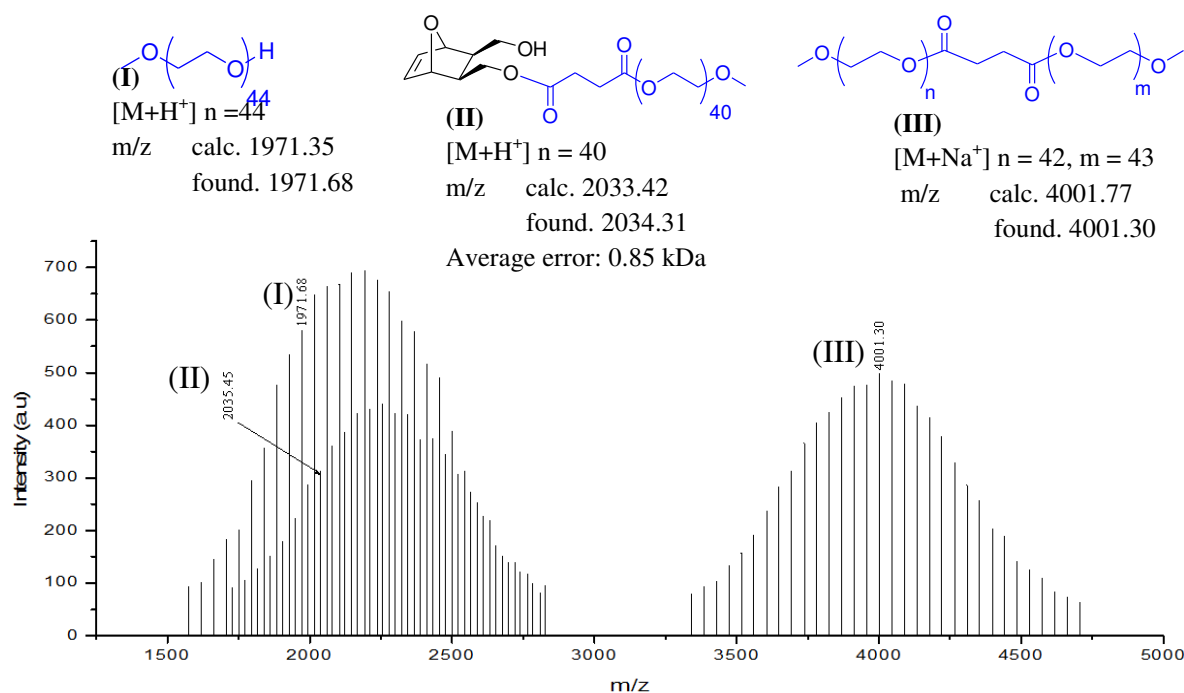 O
H
O
O
44
(I)
[M+H⁺] n =44
m/z calc. 1971.35
found. 1971.68
O
OH
O
O
O
O
O
40
(II)
[M+H⁺] n = 40
m/z calc. 2033.42
found. 2034.31
Average error: 0.85 kDa
O
O
n
O
O
O
O
m
(III)
[M+Na⁺] n = 42, m = 43
m/z calc. 4001.77
found. 4001.30
700
600
500
400
300
200
100
0
Intensity (a.u)
(I)
1971.68
(II)
2035.45
(III)
4001.30
1500 2000 2500 3000 3500 4000 4500 5000
m/z